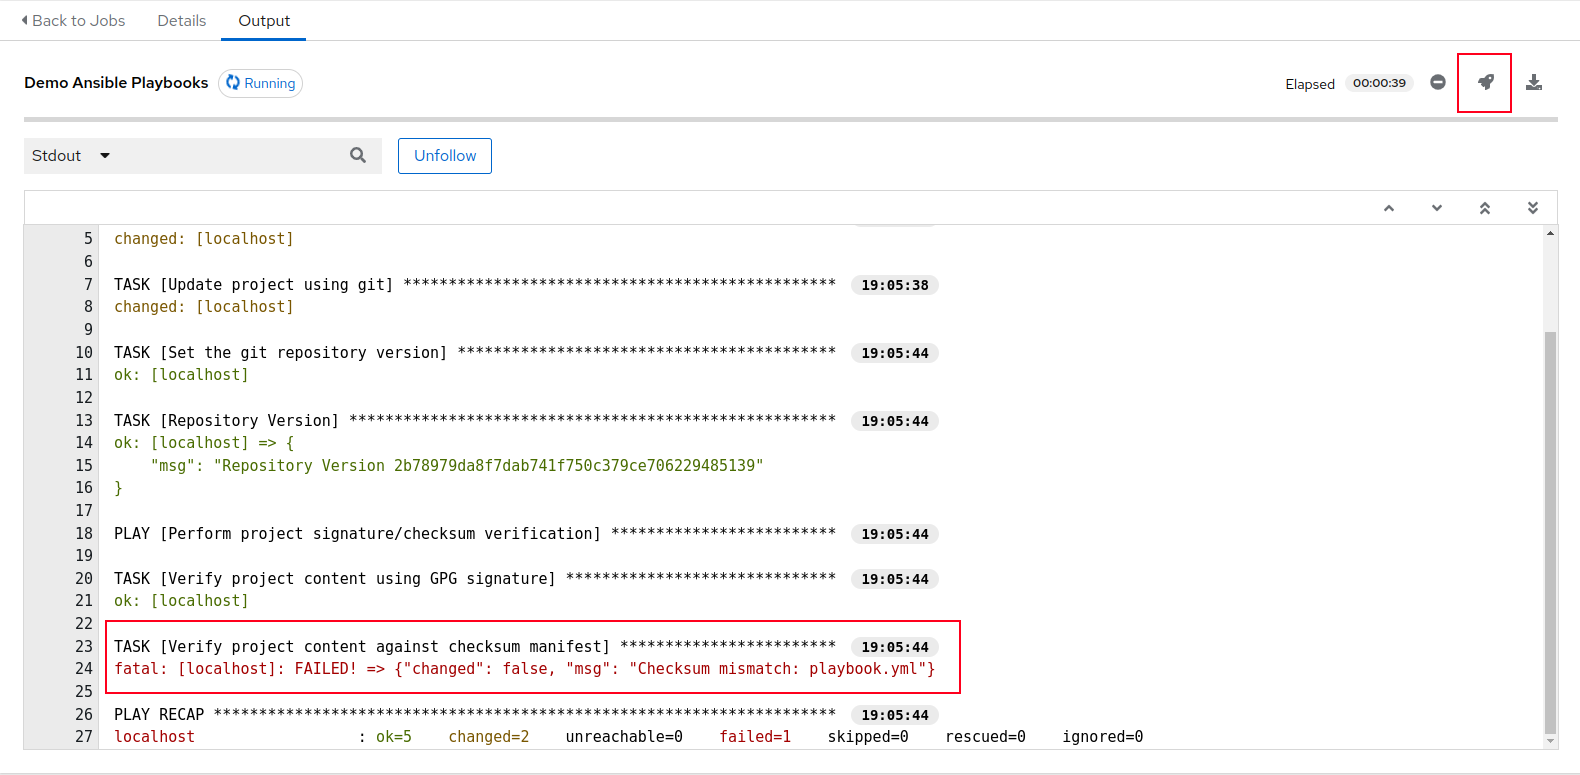 Back to Jobs Details Output
Demo Ansible Playbooks Running Elapsed 00:00:39
Stdout Unfollow
5 changed: [localhost]
6
7 TASK [Update project using git] ************************************************ 19:05:38
8 changed: [localhost]
9
10 TASK [Set the git repository version] ****************************************** 19:05:44
11 ok: [localhost]
12
13 TASK [Repository Version] ****************************************************** 19:05:44
14 ok: [localhost] => {
15     "msg": "Repository Version 2b78979da8f7dab741f750c379ce706229485139"
16 }
17
18 PLAY [Perform project signature/checksum verification] ************************* 19:05:44
19
20 TASK [Verify project content using GPG signature] ****************************** 19:05:44
21 ok: [localhost]
22
23 TASK [Verify project content against checksum manifest] ************************ 19:05:44
24 fatal: [localhost]: FAILED! => {"changed": false, "msg": "Checksum mismatch: playbook.yml"}
25
26 PLAY RECAP ********************************************************************* 19:05:44
27 localhost                  : ok=5    changed=2    unreachable=0    failed=1    skipped=0    rescued=0    ignored=0